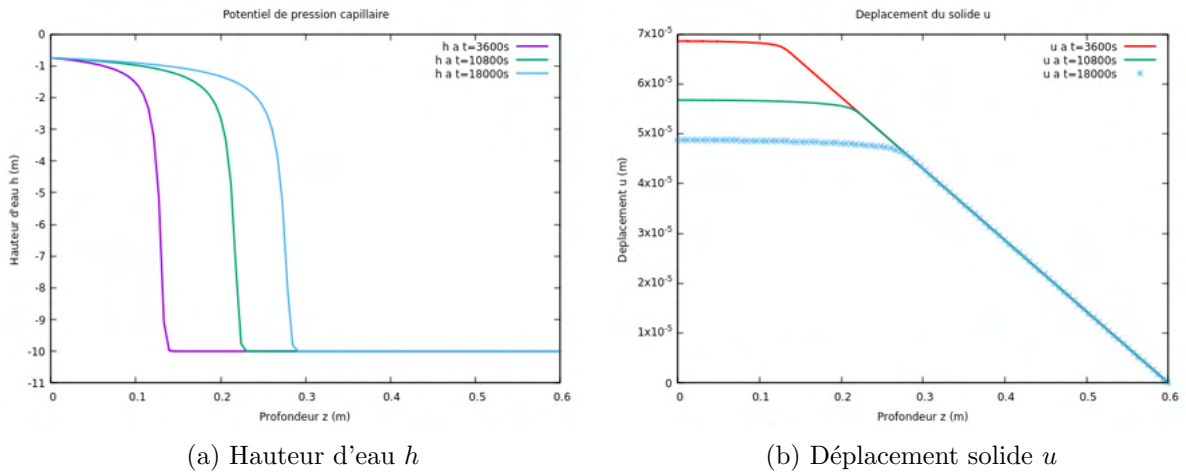 Potentiel de pression capillaire
0
-1
-2
-3
-4
-5
-6
-7
-8
-9
-10
-11
Hauteur d'eau h (m)
h a t=3600s
h a t=10800s
h a t=18000s
0
0.1
0.2
0.3
0.4
0.5
0.6
Profondeur z (m)
(a) Hauteur d'eau h
Deplacement du solide u
7x10⁻⁵
6x10⁻⁵
5x10⁻⁵
4x10⁻⁵
3x10⁻⁵
2x10⁻⁵
1x10⁻⁵
0
Deplacement u (m)
u a t=3600s
u a t=10800s
u a t=18000s
0
0.1
0.2
0.3
0.4
0.5
0.6
Profondeur z (m)
(b) Déplacement solide u